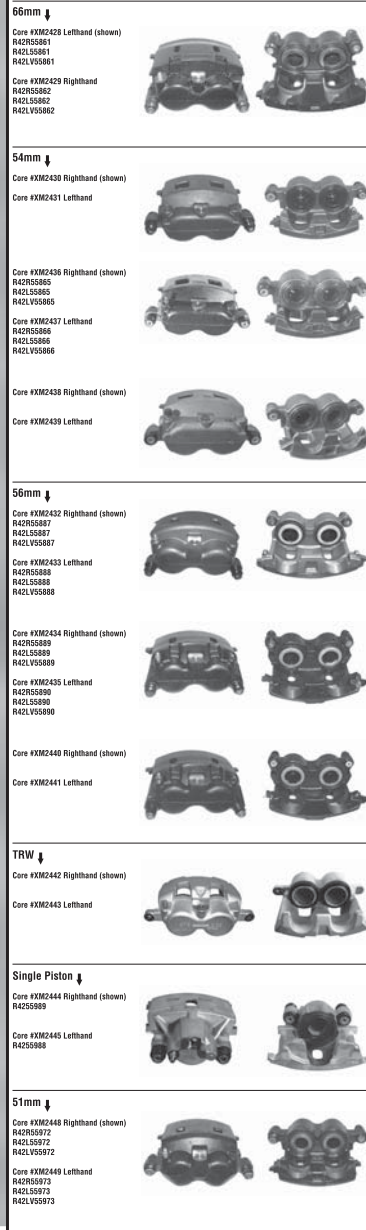 66mm
Core #XM2428 Lefthand (shown)
R42R55861
R42L55861
R42LV55861
Core #XM2429 Righthand
R42R55862
R42L55862
R42LV55862
54mm
Core #XM2430 Righthand (shown)
Core #XM2431 Lefthand
Core #XM2436 Righthand (shown)
R42R55865
R42L55865
R42LV55865
Core #XM2437 Lefthand
R42R55866
R42L55866
R42LV55866
Core #XM2438 Righthand (shown)
Core #XM2439 Lefthand
56mm
Core #XM2432 Righthand (shown)
R42R55887
R42L55887
R42LV55887
Core #XM2433 Lefthand
R42R55888
R42L55888
R42LV55888
Core #XM2434 Righthand (shown)
R42R55889
R42L55889
R42LV55889
Core #XM2435 Lefthand
R42R55890
R42L55890
R42LV55890
Core #XM2440 Righthand (shown)
Core #XM2441 Lefthand
TRW
Core #XM2442 Righthand (shown)
Core #XM2443 Lefthand
Single Piston
Core #XM2444 Righthand (shown)
R4255989
Core #XM2445 Lefthand
R4255988
51mm
Core #XM2448 Righthand (shown)
R42R55972
R42L55972
R42LV55972
Core #XM2449 Lefthand
R42R55973
R42L55973
R42LV55973